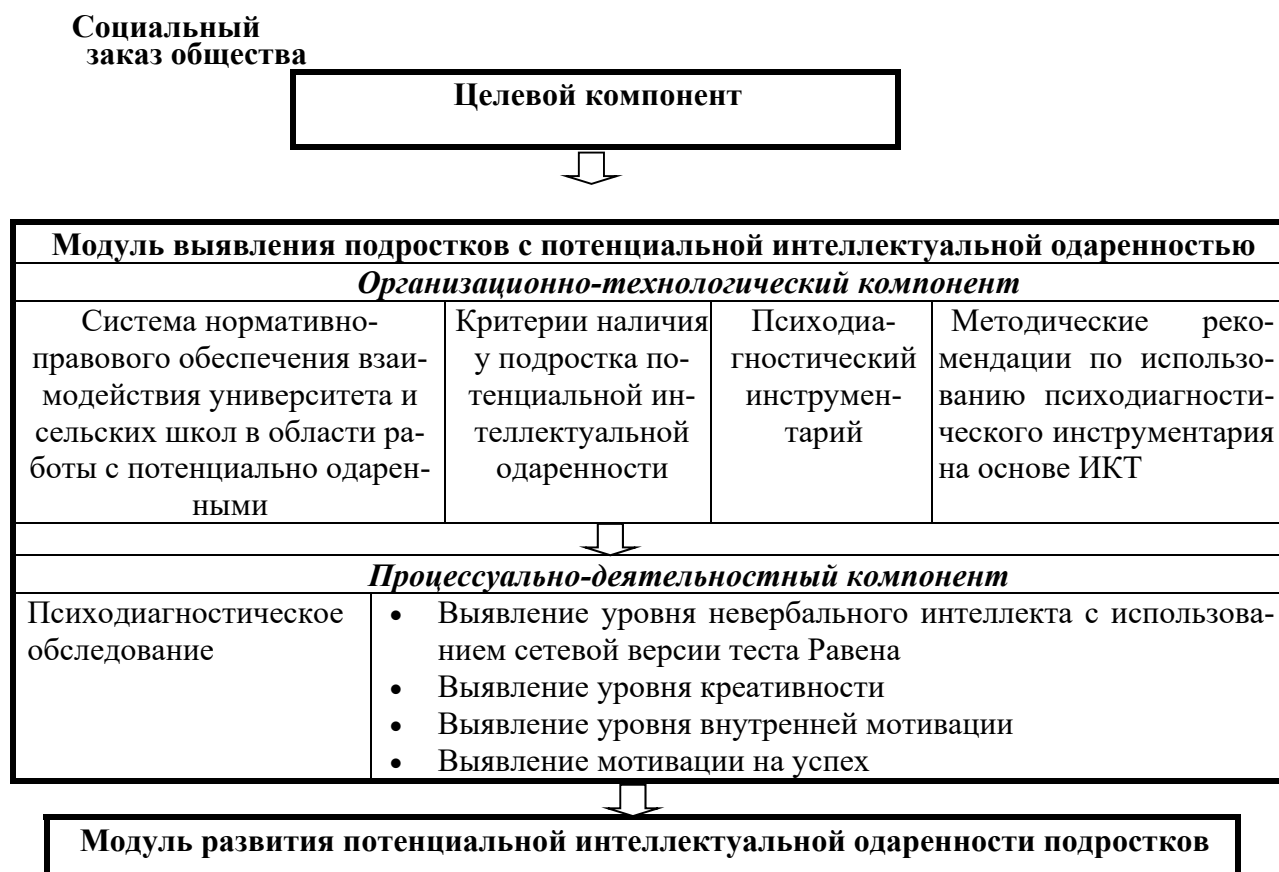 Социальный
заказ общества
Целевой компонент
Модуль выявления подростков с потенциальной интеллектуальной одаренностью
Организационно-технологический компонент
Система нормативно-
правового обеспечения взаи-
модействия университета и
сельских школ в области ра-
боты с потенциально одарен-
ными
Критерии наличия
у подростка по-
тенциальной ин-
теллектуальной
одаренности
Психодиа-
гностический
инструмен-
тарий
Методические реко-
мендации по использо-
ванию психодиагности-
ческого инструментария
на основе ИКТ
Процессуально-деятельностный компонент
Психодиагностическое
обследование
• Выявление уровня невербального интеллекта с использова-
нием сетевой версии теста Равена
• Выявление уровня креативности
• Выявление уровня внутренней мотивации
• Выявление мотивации на успех
Модуль развития потенциальной интеллектуальной одаренности подростков